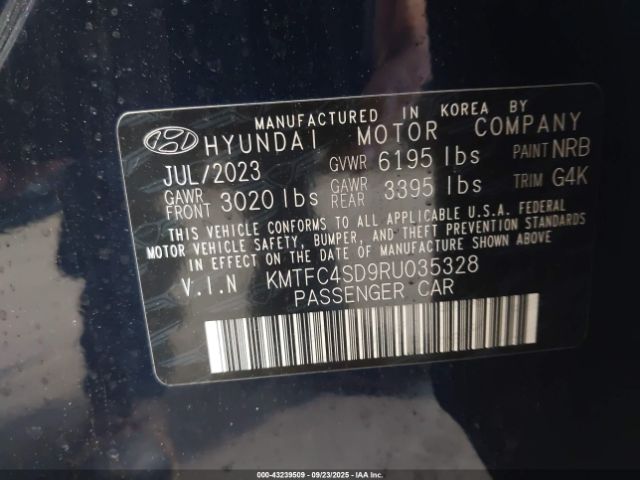 MANUFACTURED IN KOREA BY
HYUNDAI MOTOR COMPANY
JUL/2023 GVWR 6195 lbs PAINT NRB
GAWR FRONT 3020 lbs GAWR REAR 3395 lbs TRIM G4K
THIS VEHICLE CONFORMS TO ALL APPLICABLE U.S.A. FEDERAL
MOTOR VEHICLE SAFETY, BUMPER, AND THEFT PREVENTION
STANDARDS IN EFFECT ON THE DATE OF MANUFACTURE SHOWN ABOVE
V.I.N KMTFC4SD9RU035328
PASSENGER CAR
000-43239509 - 09/23/2025 - IAA Inc.